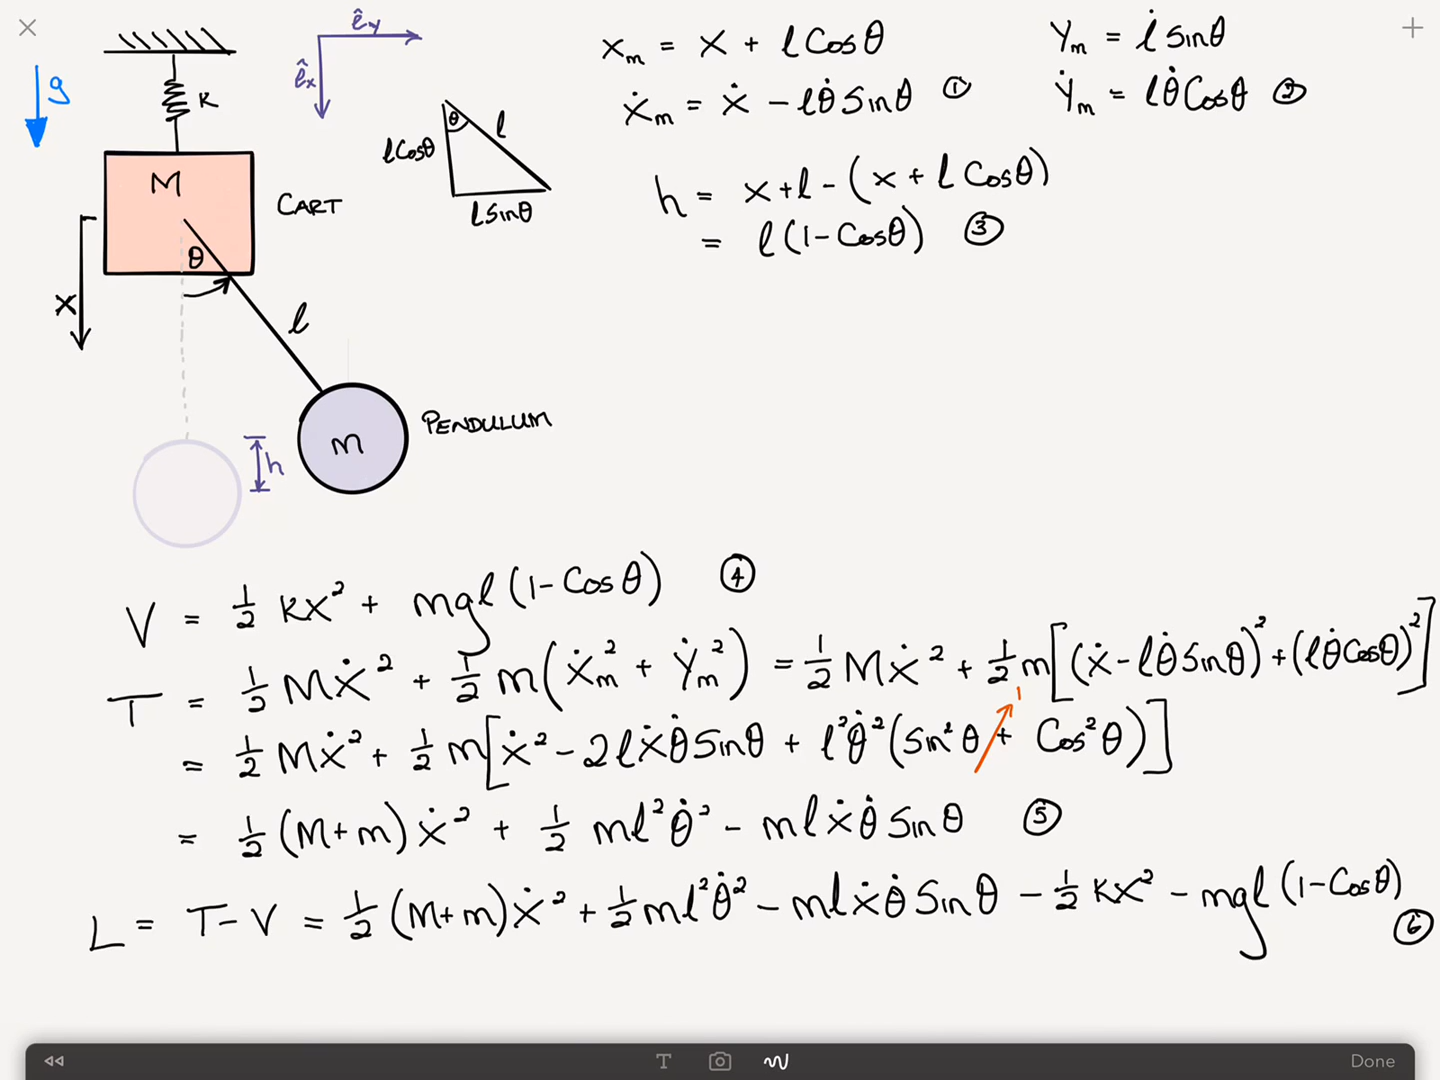 x_m = x + l Cosθ
Y_m = l Sinθ
ẋ_m = ẋ - lθ̇ Sinθ ①
Ẏ_m = lθ̇ Cosθ ②
h = x+l - (x + l Cosθ)
= l(1-Cosθ) ③
ê_y
ê_x
g
K
θ
l
lCosθ
lSinθ
M
CART
θ
x
l
m
PENDULUM
h
V = ½ Kx² + mgl(1-Cosθ) ④
T = ½ Mẋ² + ½ m(ẋ_m² + Ẏ_m²) = ½ Mẋ² + ½ m[(ẋ - lθ̇ Sinθ)² + (lθ̇ Cosθ)²]
= ½ Mẋ² + ½ m[ẋ² - 2lẋθ̇ Sinθ + l²θ̇²(Sin²θ + Cos²θ)] 1
= ½ (M+m)ẋ² + ½ ml²θ̇² - mlẋθ̇ Sinθ ⑤
L = T-V = ½ (M+m)ẋ² + ½ ml²θ̇² - mlẋθ̇ Sinθ - ½ Kx² - mgl(1-Cosθ) ⑥
T
Done